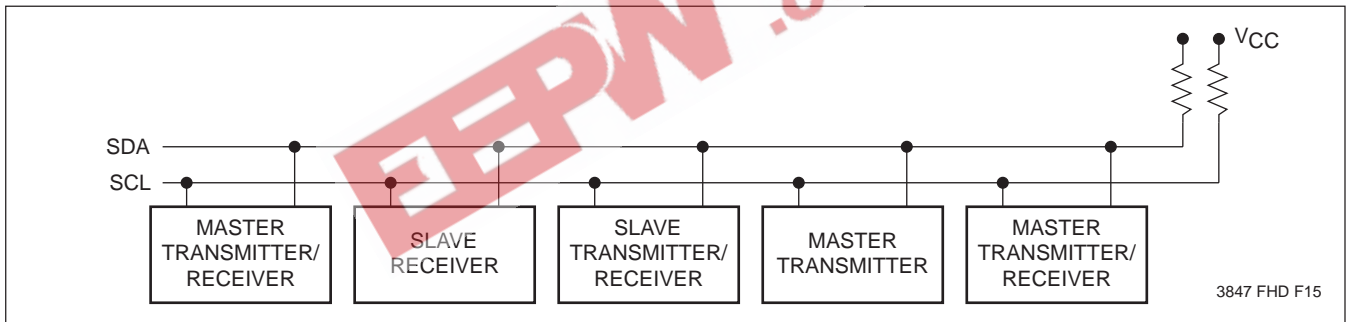 EEPW.c
VCC
SDA
SCL
MASTER
TRANSMITTER/
RECEIVER
SLAVE
RECEIVER
SLAVE
TRANSMITTER/
RECEIVER
MASTER
TRANSMITTER
MASTER
TRANSMITTER/
RECEIVER
3847 FHD F15